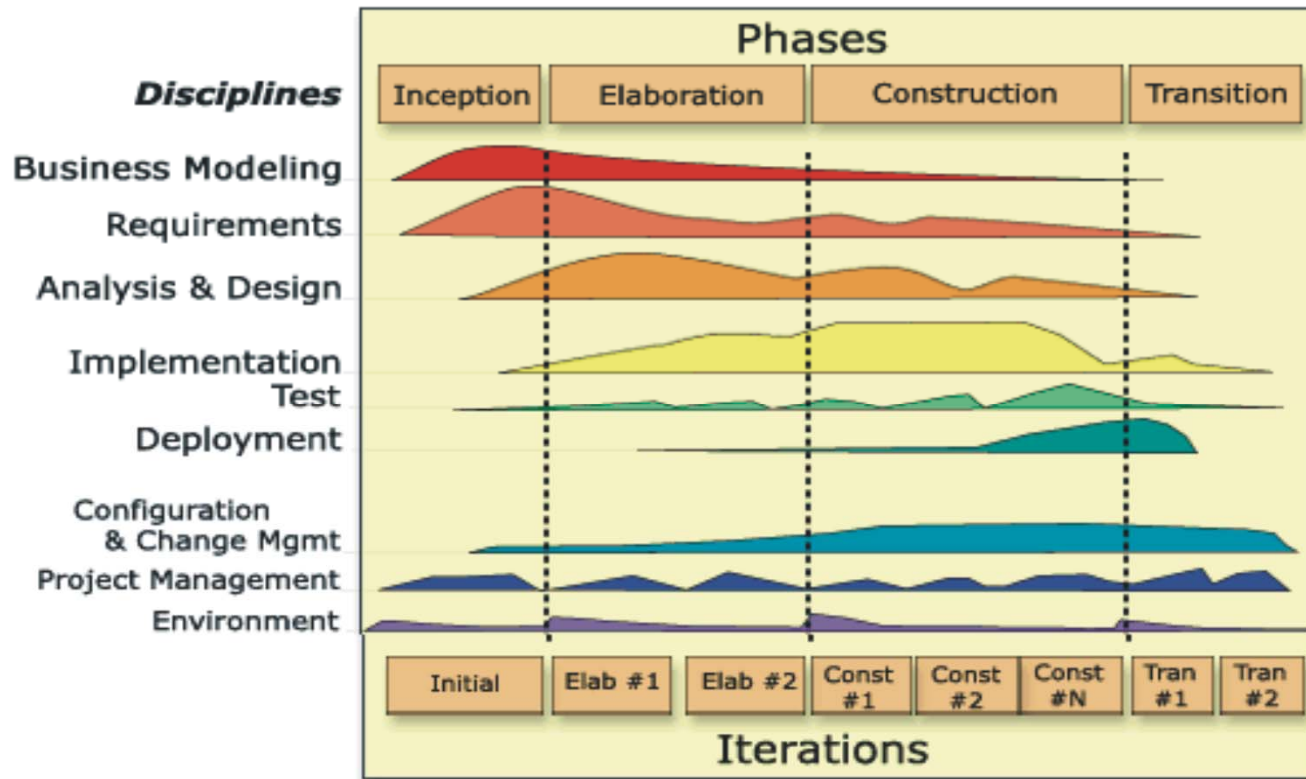 Phases
Disciplines
Inception
Elaboration
Construction
Transition
Business Modeling
Requirements
Analysis & Design
Implementation
Test
Deployment
Configuration
& Change Mgmt
Project Management
Environment
Initial
Elab #1
Elab #2
Const
#1
Const
#2
Const
#N
Tran
#1
Tran
#2
Iterations